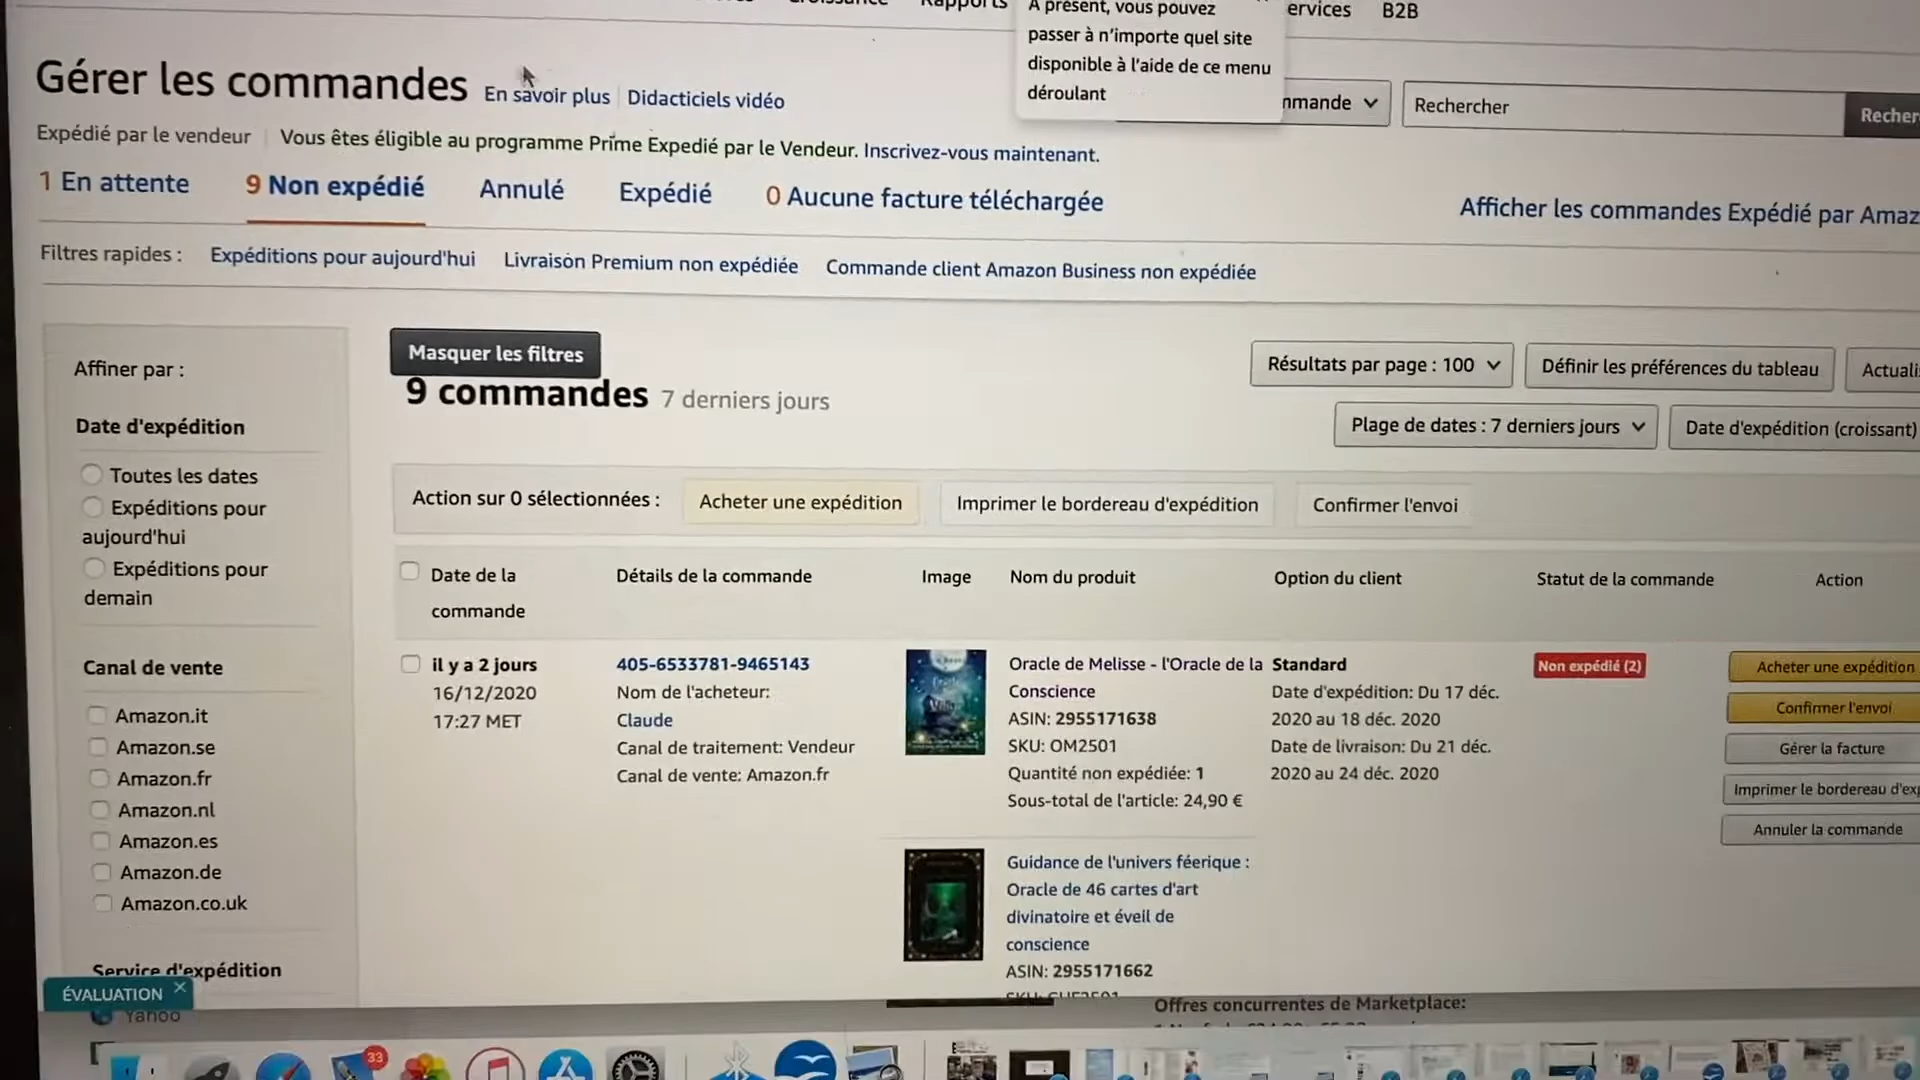 Rapports
ervices
B2B
À présent, vous pouvez
passer à n'importe quel site
disponible à l'aide de ce menu
déroulant
Gérer les commandes
En savoir plus
Didacticiels vidéo
mmande
Rechercher
Recher
Expédié par le vendeur
Vous êtes éligible au programme Prime Expedié par le Vendeur. Inscrivez-vous maintenant.
1 En attente
9 Non expédié
Annulé
Expédié
0 Aucune facture téléchargée
Afficher les commandes Expédié par Amaz
Filtres rapides :
Expéditions pour aujourd'hui
Livraison Premium non expédiée
Commande client Amazon Business non expédiée
Affiner par :
Date d'expédition
Toutes les dates
Expéditions pour
aujourd'hui
Expéditions pour
demain
Canal de vente
Amazon.it
Amazon.se
Amazon.fr
Amazon.nl
Amazon.es
Amazon.de
Amazon.co.uk
Service d'expédition
Masquer les filtres
9 commandes 7 derniers jours
Résultats par page : 100
Définir les préférences du tableau
Actuali
Plage de dates : 7 derniers jours
Date d'expédition (croissant)
Action sur 0 sélectionnées :
Acheter une expédition
Imprimer le bordereau d'expédition
Confirmer l'envoi
Date de la
commande
Détails de la commande
Image
Nom du produit
Option du client
Statut de la commande
Action
il y a 2 jours
16/12/2020
17:27 MET
405-6533781-9465143
Nom de l'acheteur:
Claude
Canal de traitement: Vendeur
Canal de vente: Amazon.fr
Oracle de Melisse - l'Oracle de la
Conscience
ASIN: 2955171638
SKU: OM2501
Quantité non expédiée: 1
Sous-total de l'article: 24,90 €
Standard
Date d'expédition: Du 17 déc.
2020 au 18 déc. 2020
Date de livraison: Du 21 déc.
2020 au 24 déc. 2020
Non expédié (2)
Acheter une expédition
Confirmer l'envoi
Gérer la facture
Imprimer le bordereau d'exp
Annuler la commande
Guidance de l'univers féerique :
Oracle de 46 cartes d'art
divinatoire et éveil de
conscience
ASIN: 2955171662
ÉVALUATION
Yahoo
Offres concurrentes de Marketplace:
33